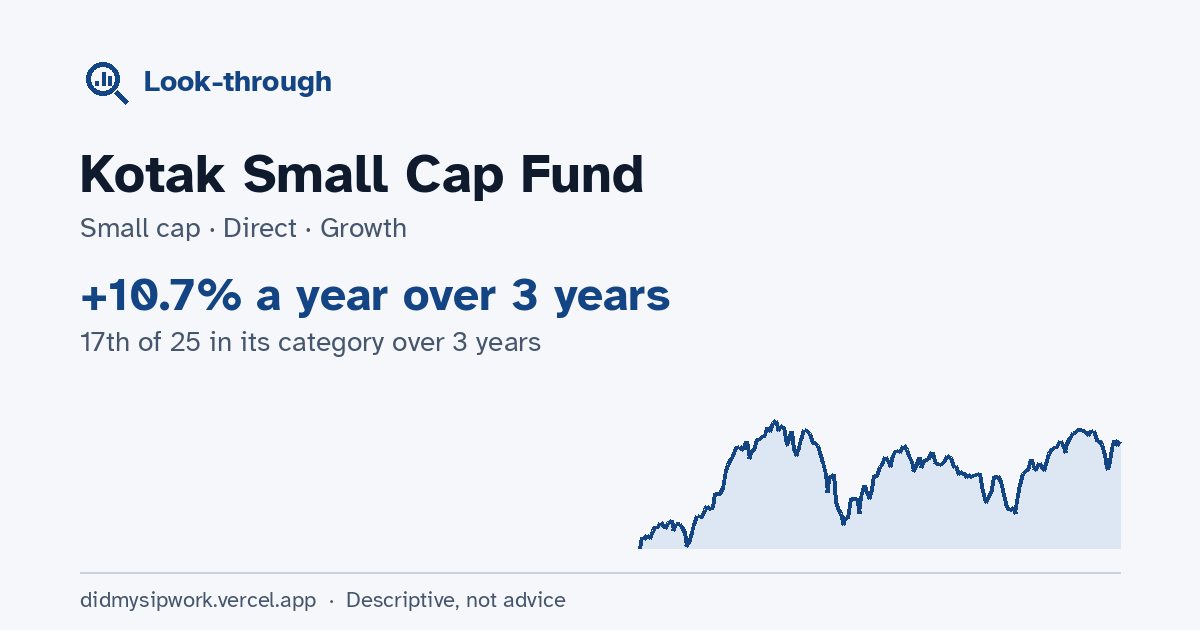 Look-through
Kotak Small Cap Fund
Small cap · Direct · Growth
+10.7% a year over 3 years
17th of 25 in its category over 3 years
didmysipwork.vercel.app · Descriptive, not advice